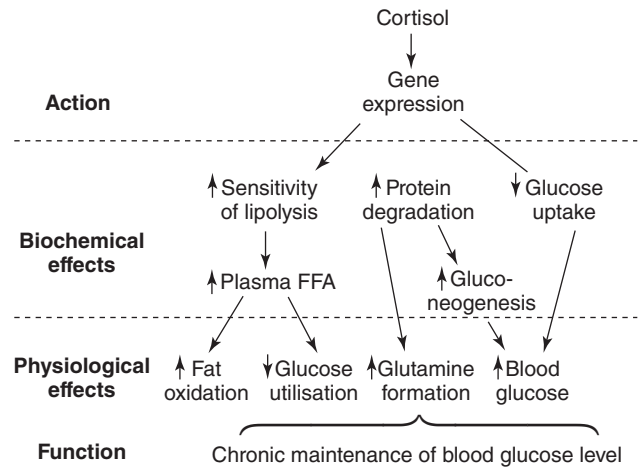 Cortisol
Gene
expression
Action
Sensitivity
of lipolysis
Protein
degradation
Glucose
uptake
Biochemical
effects
Plasma FFA
Gluco-
neogenesis
Physiological
effects
Fat
oxidation
Glucose
utilisation
Glutamine
formation
Blood
glucose
Function
Chronic maintenance of blood glucose level